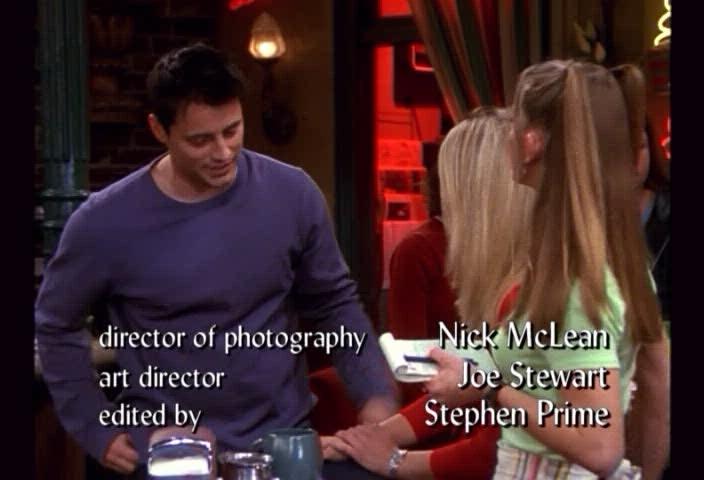 director of photography Nick McLean
art director Joe Stewart
edited by Stephen Prime